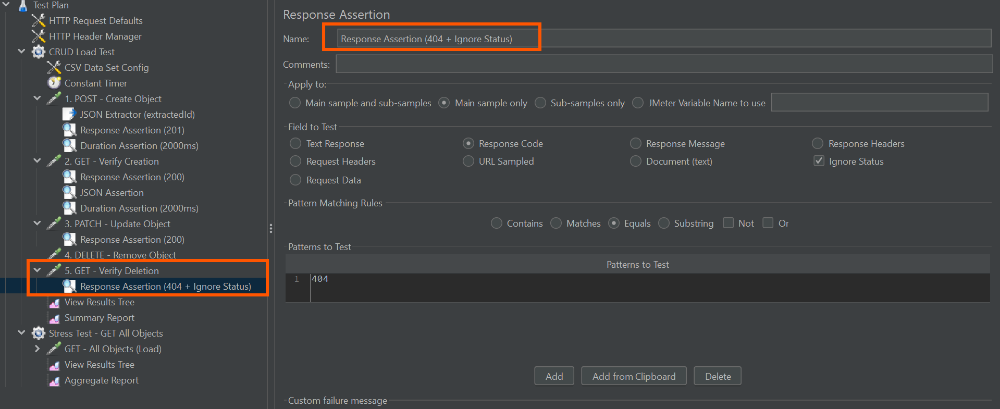 Test Plan
HTTP Request Defaults
HTTP Header Manager
CRUD Load Test
CSV Data Set Config
Constant Timer
1. POST - Create Object
JSON Extractor (extractedId)
Response Assertion (201)
Duration Assertion (2000ms)
2. GET - Verify Creation
Response Assertion (200)
JSON Assertion
Duration Assertion (2000ms)
3. PATCH - Update Object
Response Assertion (200)
4. DELETE - Remove Object
5. GET - Verify Deletion
Response Assertion (404 + Ignore Status)
View Results Tree
Summary Report
Stress Test - GET All Objects
GET - All Objects (Load)
View Results Tree
Aggregate Report
Response Assertion
Name: Response Assertion (404 + Ignore Status)
Comments:
Apply to:
Main sample and sub-samples Main sample only Sub-samples only JMeter Variable Name to use
Field to Test
Text Response Response Code Response Message Response Headers
Request Headers URL Sampled Document (text) Ignore Status
Request Data
Pattern Matching Rules
Contains Matches Equals Substring Not Or
Patterns to Test
Patterns to Test
1 404
Add Add from Clipboard Delete
Custom failure message